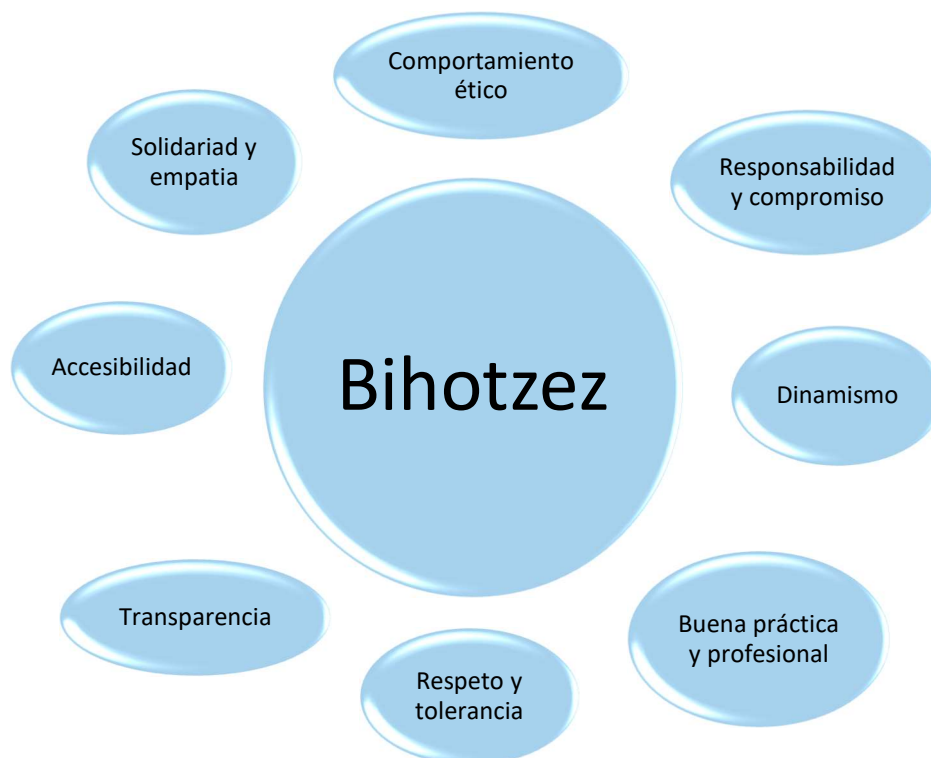 Comportamiento
ético
Responsabilidad
y compromiso
Dinamismo
Buena práctica
y profesional
Respeto y
tolerancia
Transparencia
Accesibilidad
Solidariad y
empatia
Bihotzez